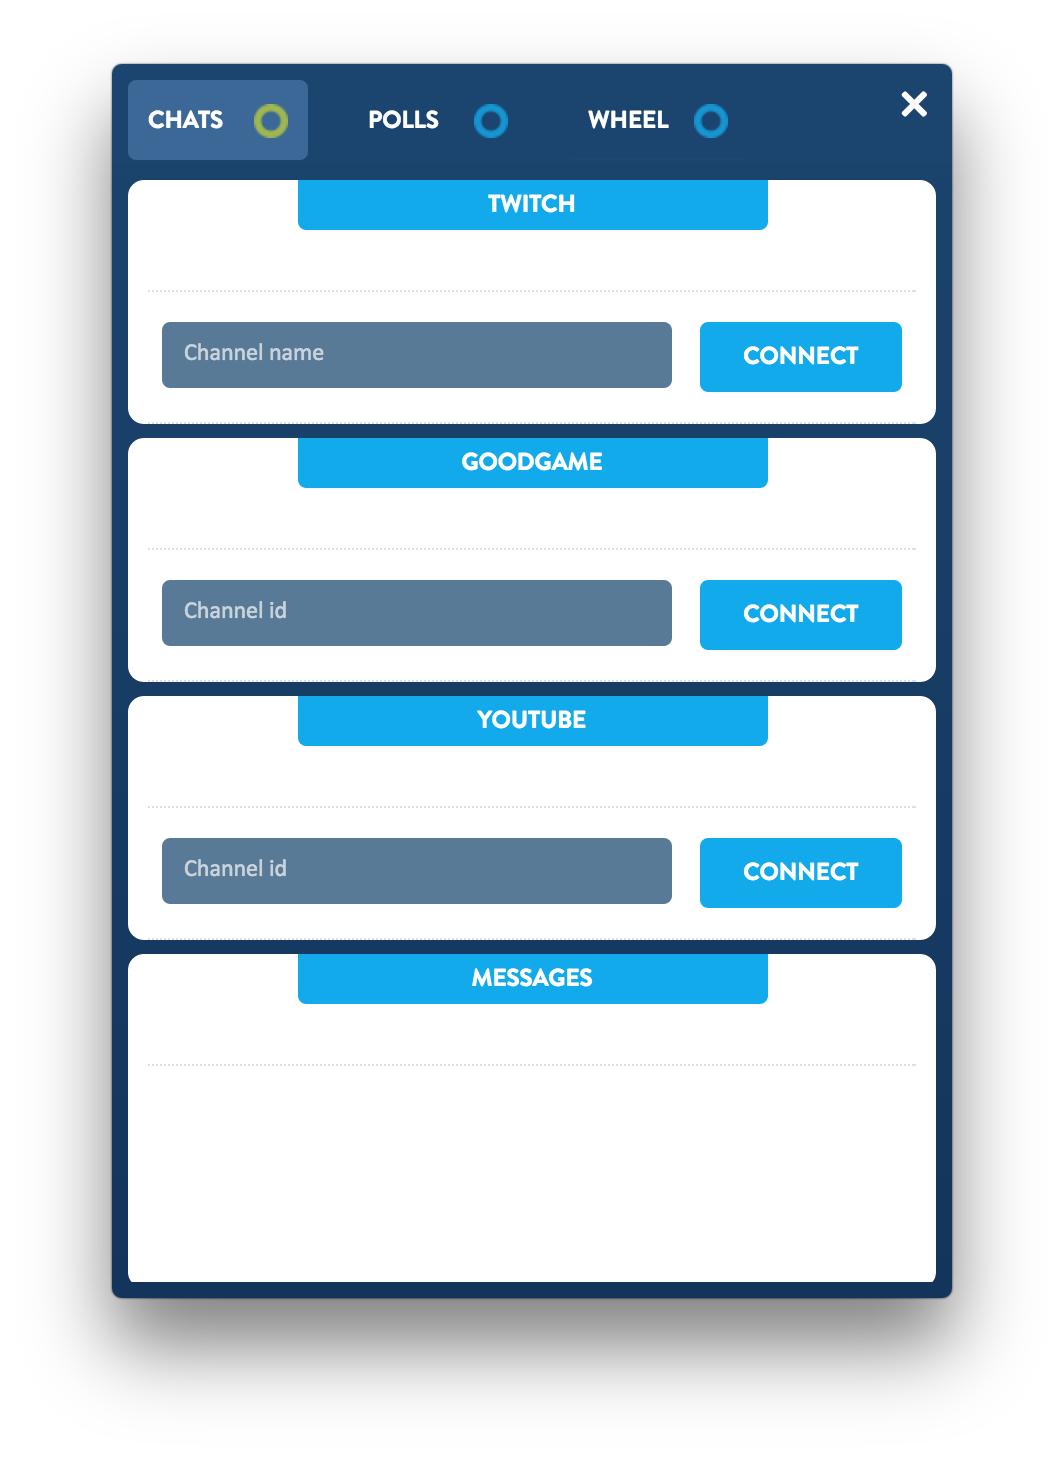 CHATS
POLLS
WHEEL
TWITCH
Channel name
CONNECT
GOODGAME
Channel id
CONNECT
YOUTUBE
Channel id
CONNECT
MESSAGES